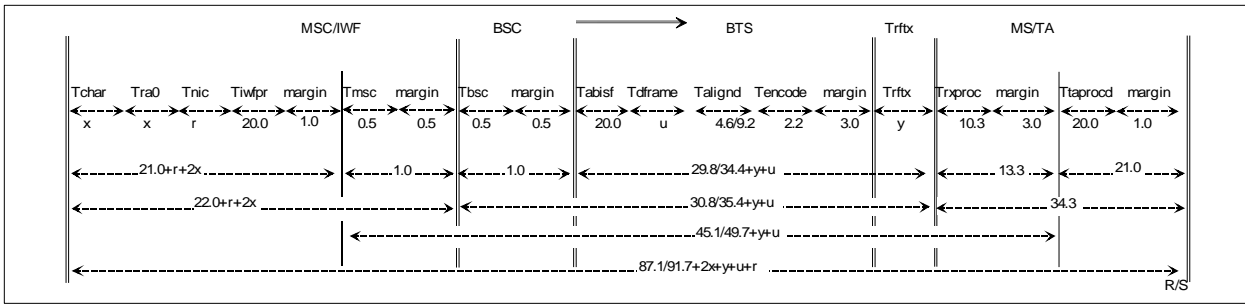 MSC/IWF BSC BTS Trftx MS/TA
Tchar Tra0 Tnic Tiwfpr margin Tmsc margin Tbsc margin Tabisf Tdframe Talignd Tencode margin Trftx Trxproc margin Ttaprocd margin
x x r 20.0 1.0 0.5 0.5 0.5 0.5 20.0 u 4.6/9.2 2.2 3.0 y 10.3 3.0 20.0 1.0
21.0+r+2x 1.0 1.0 29.8/34.4+y+u 13.3 21.0
22.0+r+2x 30.8/35.4+y+u 34.3
45.1/49.7+y+u
87.1/91.7+2x+y+u+r
R/S